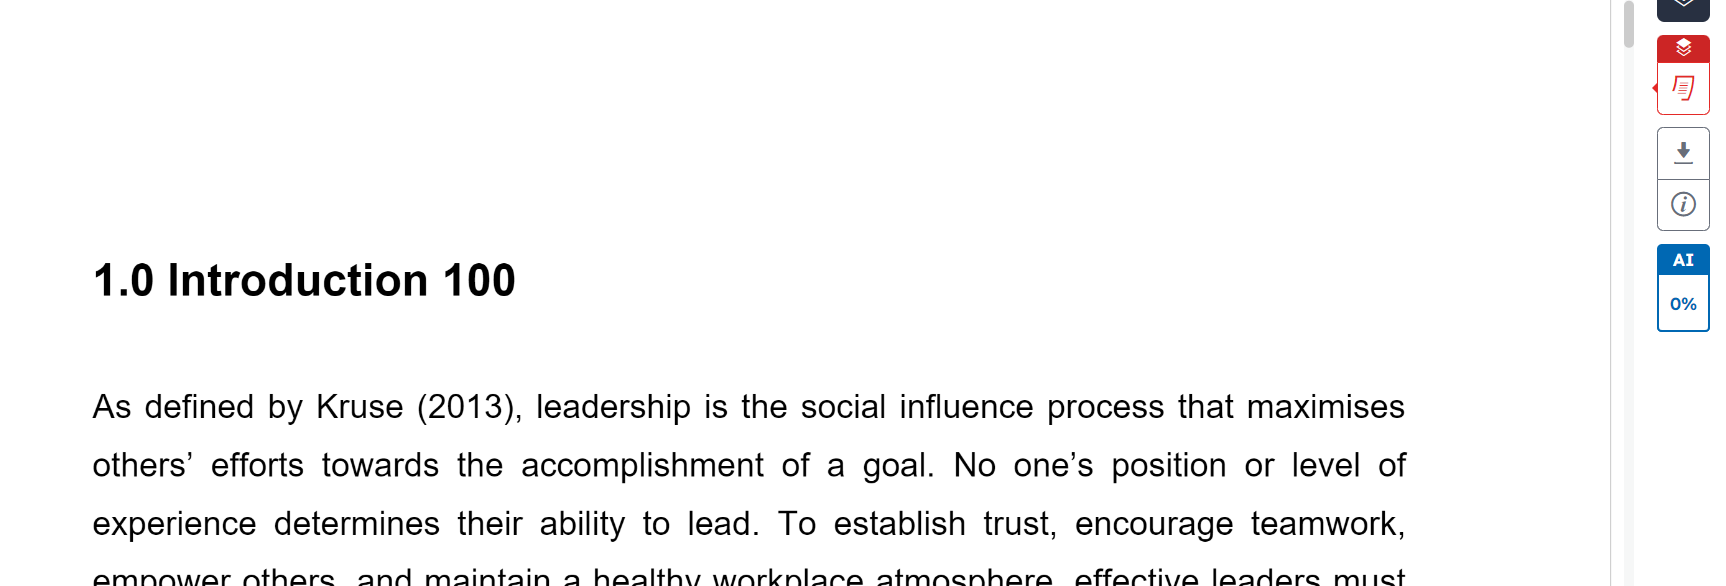 1.0 Introduction 100
As defined by Kruse (2013), leadership is the social influence process that maximises
others’ efforts towards the accomplishment of a goal. No one’s position or level of
experience determines their ability to lead. To establish trust, encourage teamwork,
empower others, and maintain a healthy workplace atmosphere, effective leaders must
AI
0%